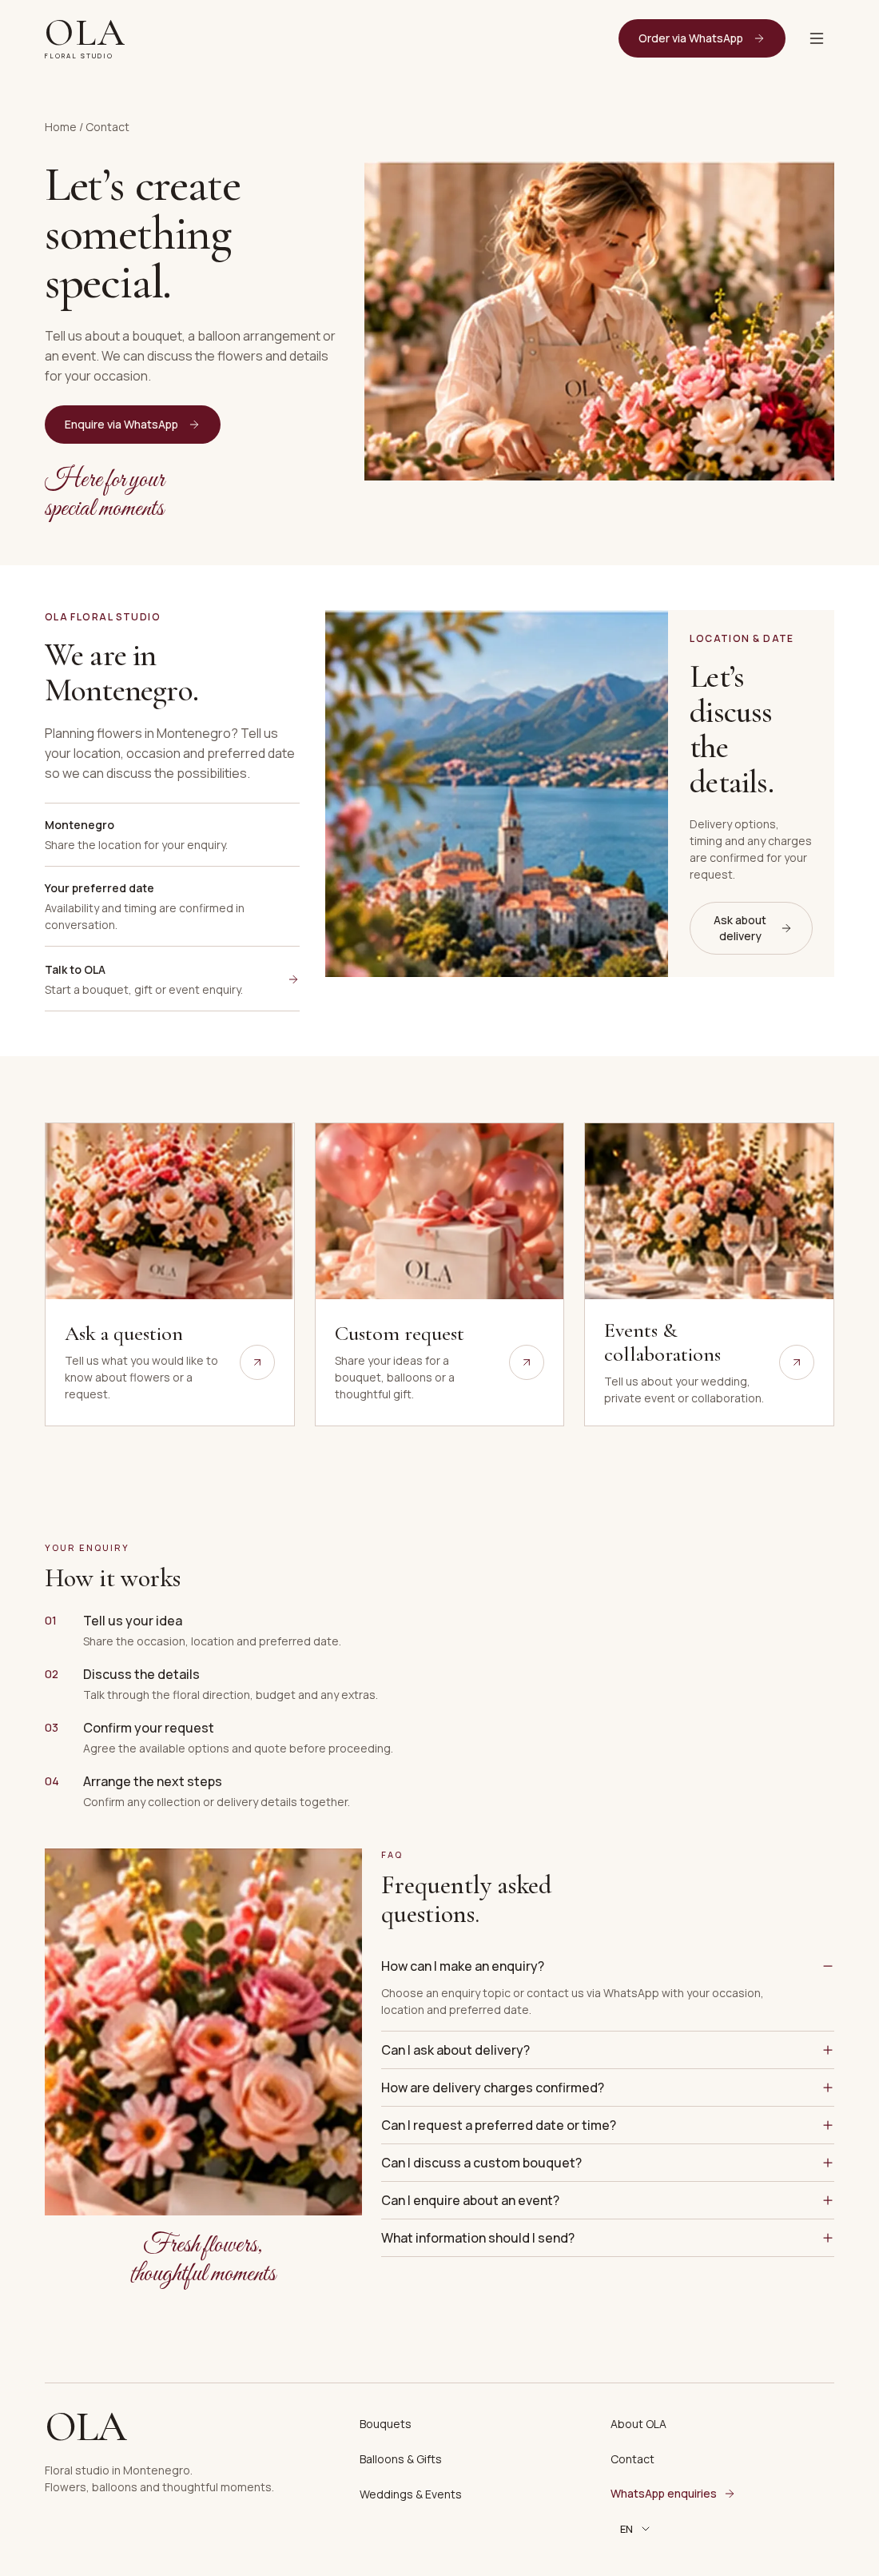 OLA
FLORAL STUDIO
Order via WhatsApp
Home / Contact
Let's create
something
special.
Tell us about a bouquet, a balloon arrangement or
an event. We can discuss the flowers and details
for your occasion.
Enquire via WhatsApp
Here for your
special moments
OLA
OLA FLORAL STUDIO
We are in
Montenegro.
Planning flowers in Montenegro? Tell us
your location, occasion and preferred date
so we can discuss the possibilities.
Montenegro
Share the location for your enquiry.
Your preferred date
Availability and timing are confirmed in
conversation.
Talk to OLA
Start a bouquet, gift or event enquiry.
LOCATION & DATE
Let's
discuss
the
details.
Delivery options,
timing and any charges
are confirmed for your
request.
Ask about
delivery
OLA
Ask a question
Tell us what you would like to
know about flowers or a
request.
OLA
Custom request
Share your ideas for a
bouquet, balloons or a
thoughtful gift.
Events &
collaborations
Tell us about your wedding,
private event or collaboration.
YOUR ENQUIRY
How it works
01
Tell us your idea
Share the occasion, location and preferred date.
02
Discuss the details
Talk through the floral direction, budget and any extras.
03
Confirm your request
Agree the available options and quote before proceeding.
04
Arrange the next steps
Confirm any collection or delivery details together.
Fresh flowers,
thoughtful moments
FAQ
Frequently asked
questions.
How can I make an enquiry?
Choose an enquiry topic or contact us via WhatsApp with your occasion,
location and preferred date.
Can I ask about delivery?
How are delivery charges confirmed?
Can I request a preferred date or time?
Can I discuss a custom bouquet?
Can I enquire about an event?
What information should I send?
OLA
Floral studio in Montenegro.
Flowers, balloons and thoughtful moments.
Bouquets
Balloons & Gifts
Weddings & Events
About OLA
Contact
WhatsApp enquiries
EN